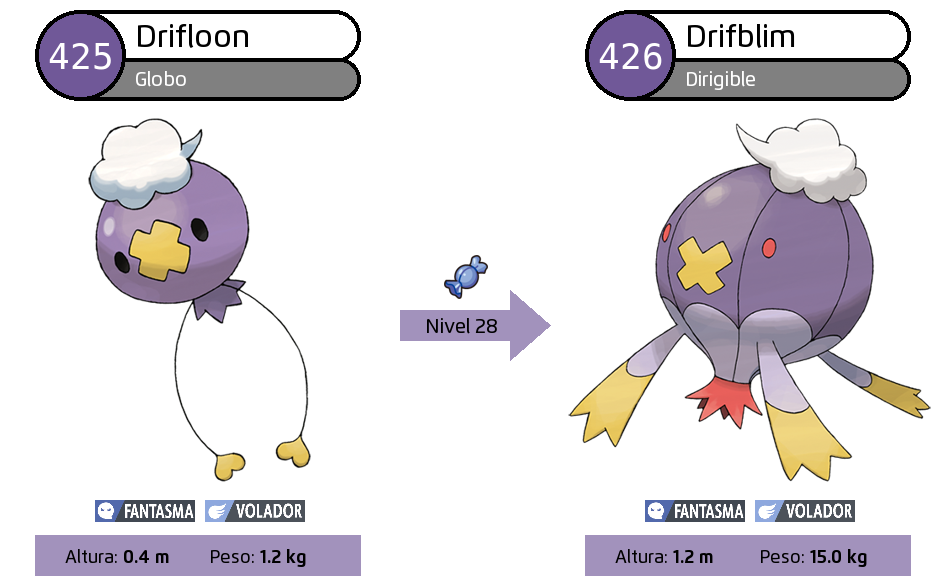 425
Drifloon
Globo
426
Drifblim
Dirigible
Nivel 28
FANTASMA VOLADOR
FANTASMA VOLADOR
Altura: 0.4 m Peso: 1.2 kg
Altura: 1.2 m Peso: 15.0 kg